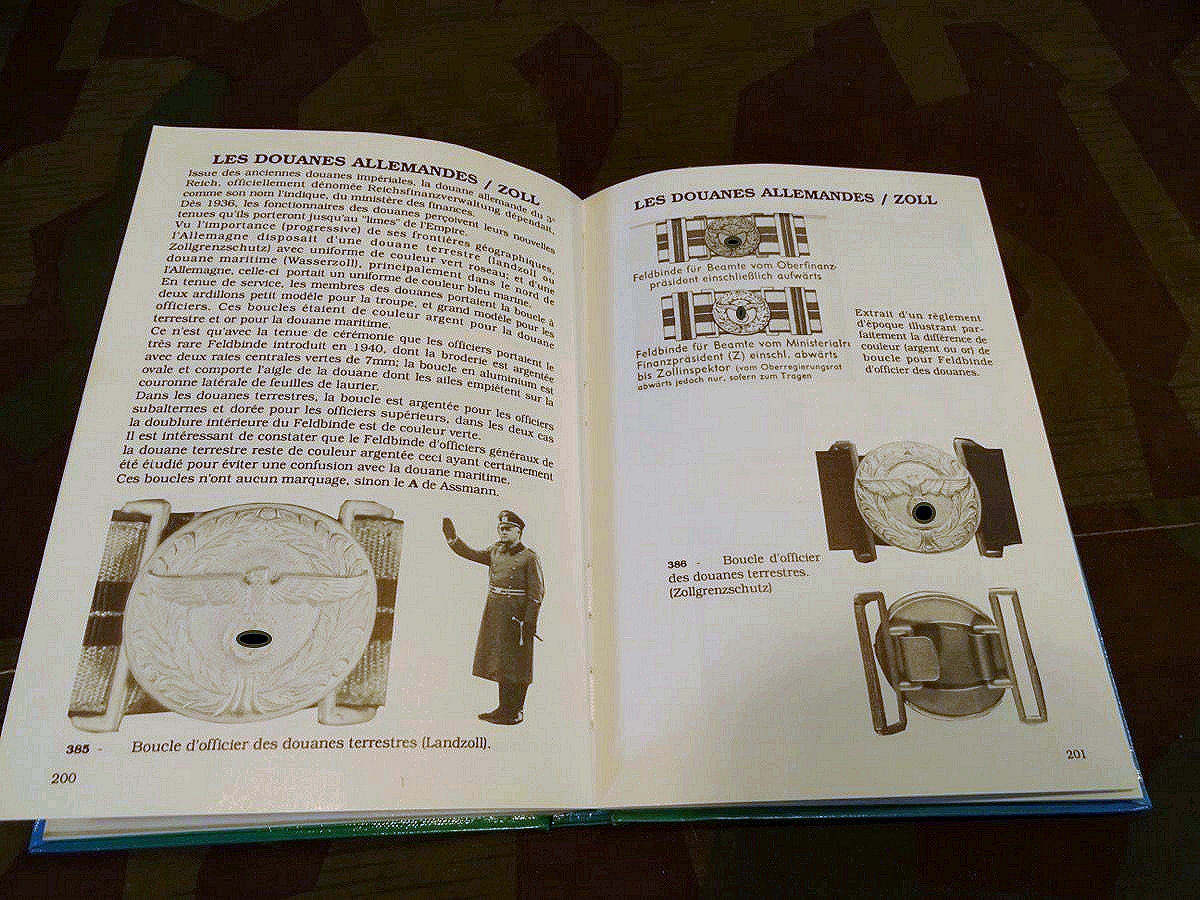 LES DOUANES ALLEMANDES / ZOLL
Issue des anciennes douanes impériales, la douane allemande du 3e
Reich, officiellement dénomée Reichsfinanzverwaltung dépendait,
comme son nom l'indique, du ministère des finances.
Dès 1936, les fonctionnaires des douanes perçoivent leurs nouvelles
tenues qu'ils porteront jusqu'au "limes" de l'Empire.
Vu l'importance (progressive) de ses frontières géographiques,
l'Allemagne disposait d'une douane terrestre (landzoll ou
Zollgrenzschutz) avec uniforme de couleur vert roseau; et d'une
douane maritime (Wasserzoll), principalement dans le nord de
l'Allemagne, celle-ci portait un uniforme de couleur bleu marine.
En tenue de service, les membres des douanes portaient la boucle à
deux ardillons petit modéle pour la troupe, et grand modèle pour les
officiers. Ces boucles étaient de couleur argent pour la douane
terrestre et or pour la douane maritime.
Ce n'est qu'avec la tenue de cérémonie que les officiers portaient le
très rare Feldbinde introduit en 1940, dont la broderie est argentée
avec deux raies centrales vertes de 7mm; la boucle en aluminium est
ovale et comporte l'aigle de la douane dont les ailes empiètent sur la
couronne latérale de feuilles de laurier.
Dans les douanes terrestres, la boucle est argentée pour les officiers
subalternes et dorée pour les officiers supérieurs, dans les deux cas
la doublure intérieure du Feldbinde est de couleur verte.
Il est intéressant de constater que le Feldbinde d'officiers généraux de
la douane terrestre reste de couleur argentée ceci ayant certainement
été étudié pour éviter une confusion avec la douane maritime.
Ces boucles n'ont aucun marquage, sinon le A de Assmann.
385 - Boucle d'officier des douanes terrestres (Landzoll).
200
LES DOUANES ALLEMANDES / ZOLL
Feldbinde für Beamte vom Oberfinanz-
präsident einschließlich aufwärts
Feldbinde für Beamte vom Ministerialra
Finanzpräsident (Z) einschl. abwärts
bis Zollinspektor (vom Oberregierungsrat
abwärts jedoch nur, sofern zum Tragen
Extrait d'un règlement
d'époque illustrant par-
faitement la différence de
couleur (argent ou or) de
boucle pour Feldbinde
d'officier des douanes.
386 - Boucle d'officier
des douanes terrestres.
(Zollgrenzschutz)
201